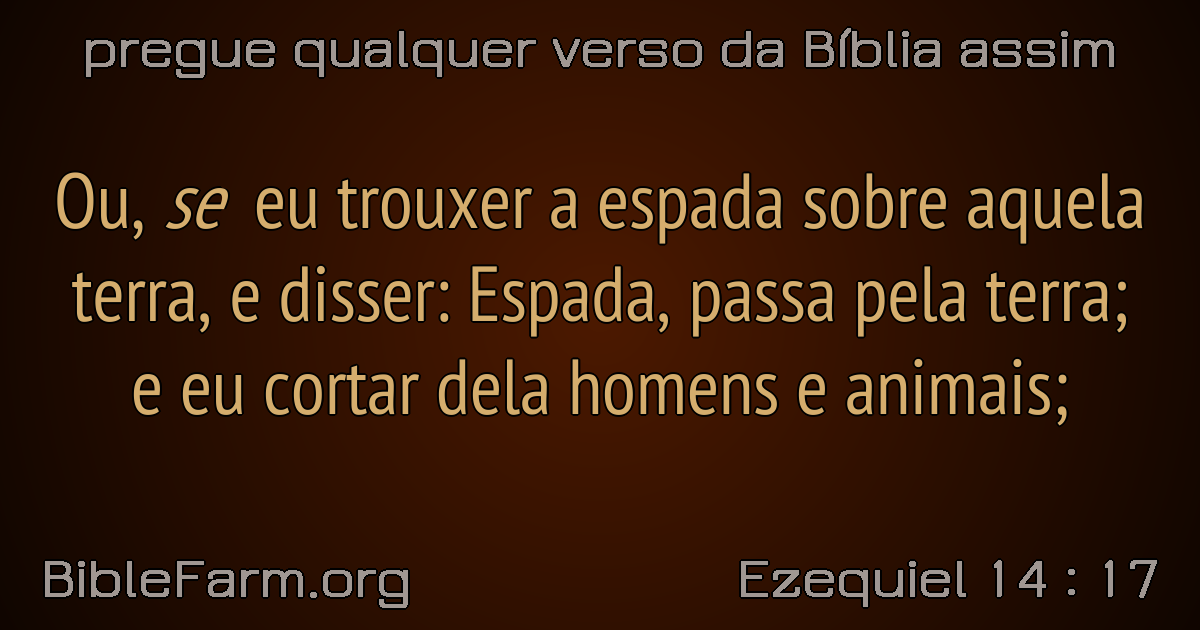 pregue qualquer verso da Bíblia assim
Ou, se eu trouxer a espada sobre aquela
terra, e disser: Espada, passa pela terra;
e eu cortar dela homens e animais;
BibleFarm.org
Ezequiel 14 : 17